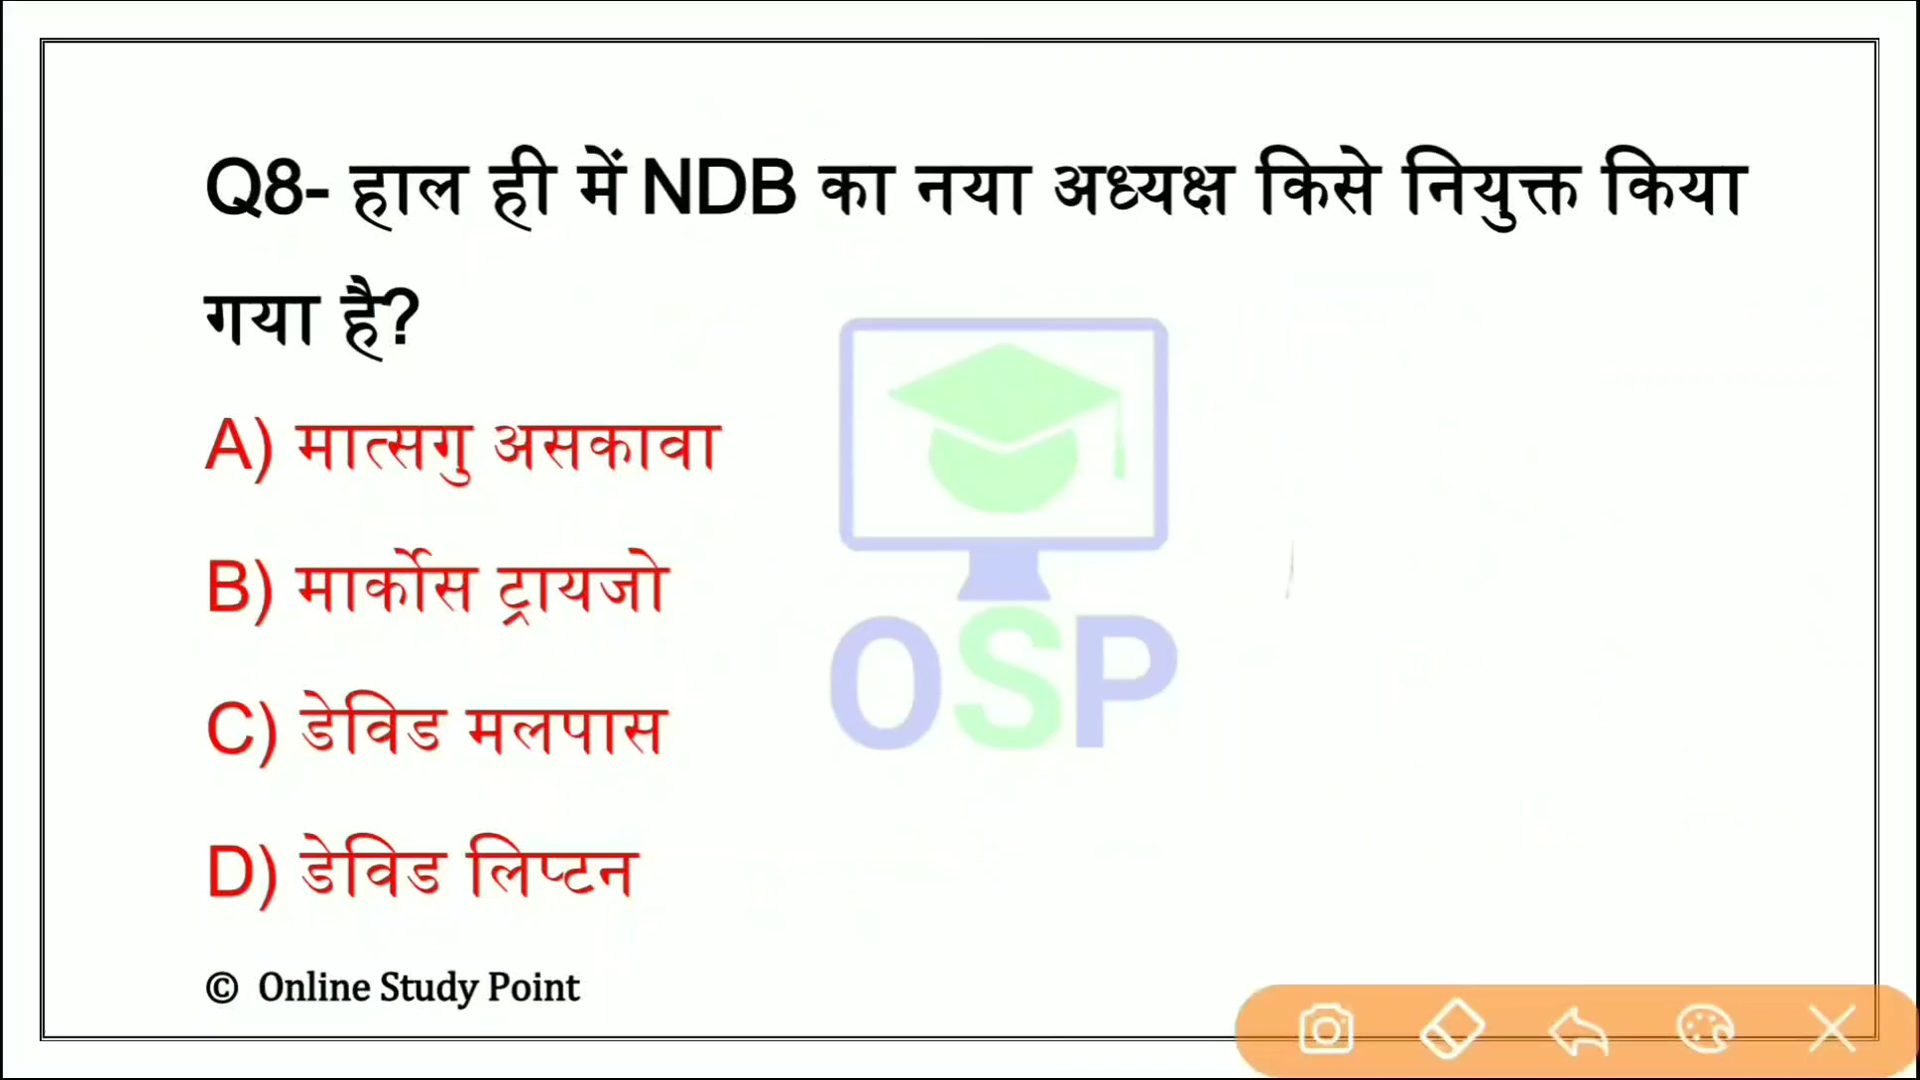 Q8- हाल ही में NDB का नया अध्यक्ष किसे नियुक्त किया
गया है?
A) मात्सगु असकावा
B) मार्कोस ट्रायजो
C) डेविड मलपास
D) डेविड लिप्टन
OSP
© Online Study Point